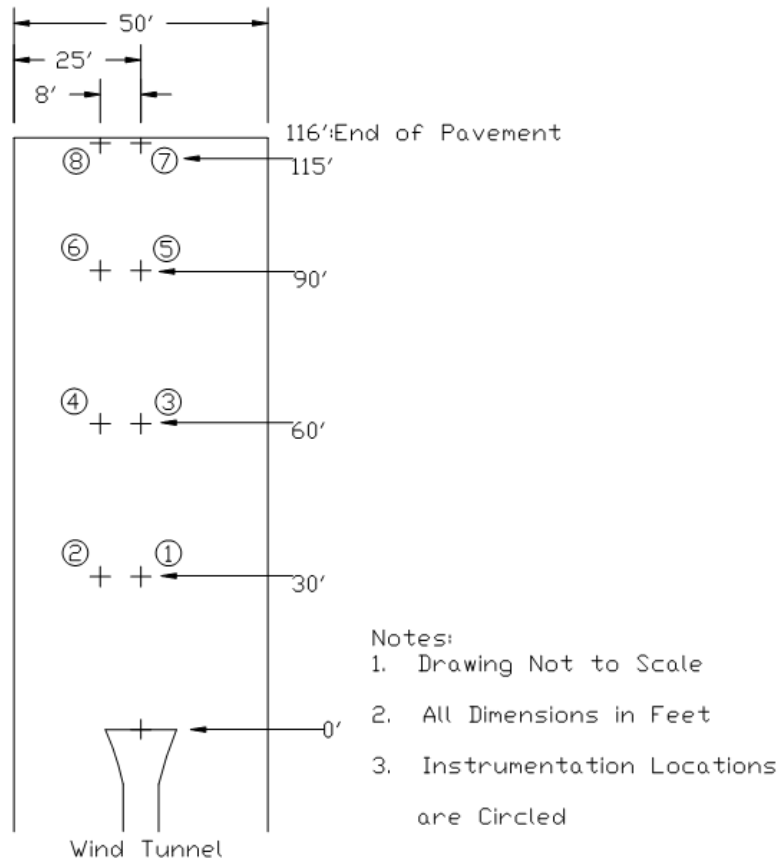 50'
25'
8'
116':End of Pavement
⑧ ⑦ 115'
⑥ ⑤ 90'
④ ③ 60'
② ① 30'
0'
Wind Tunnel
Notes:
1. Drawing Not to Scale
2. All Dimensions in Feet
3. Instrumentation Locations
are Circled